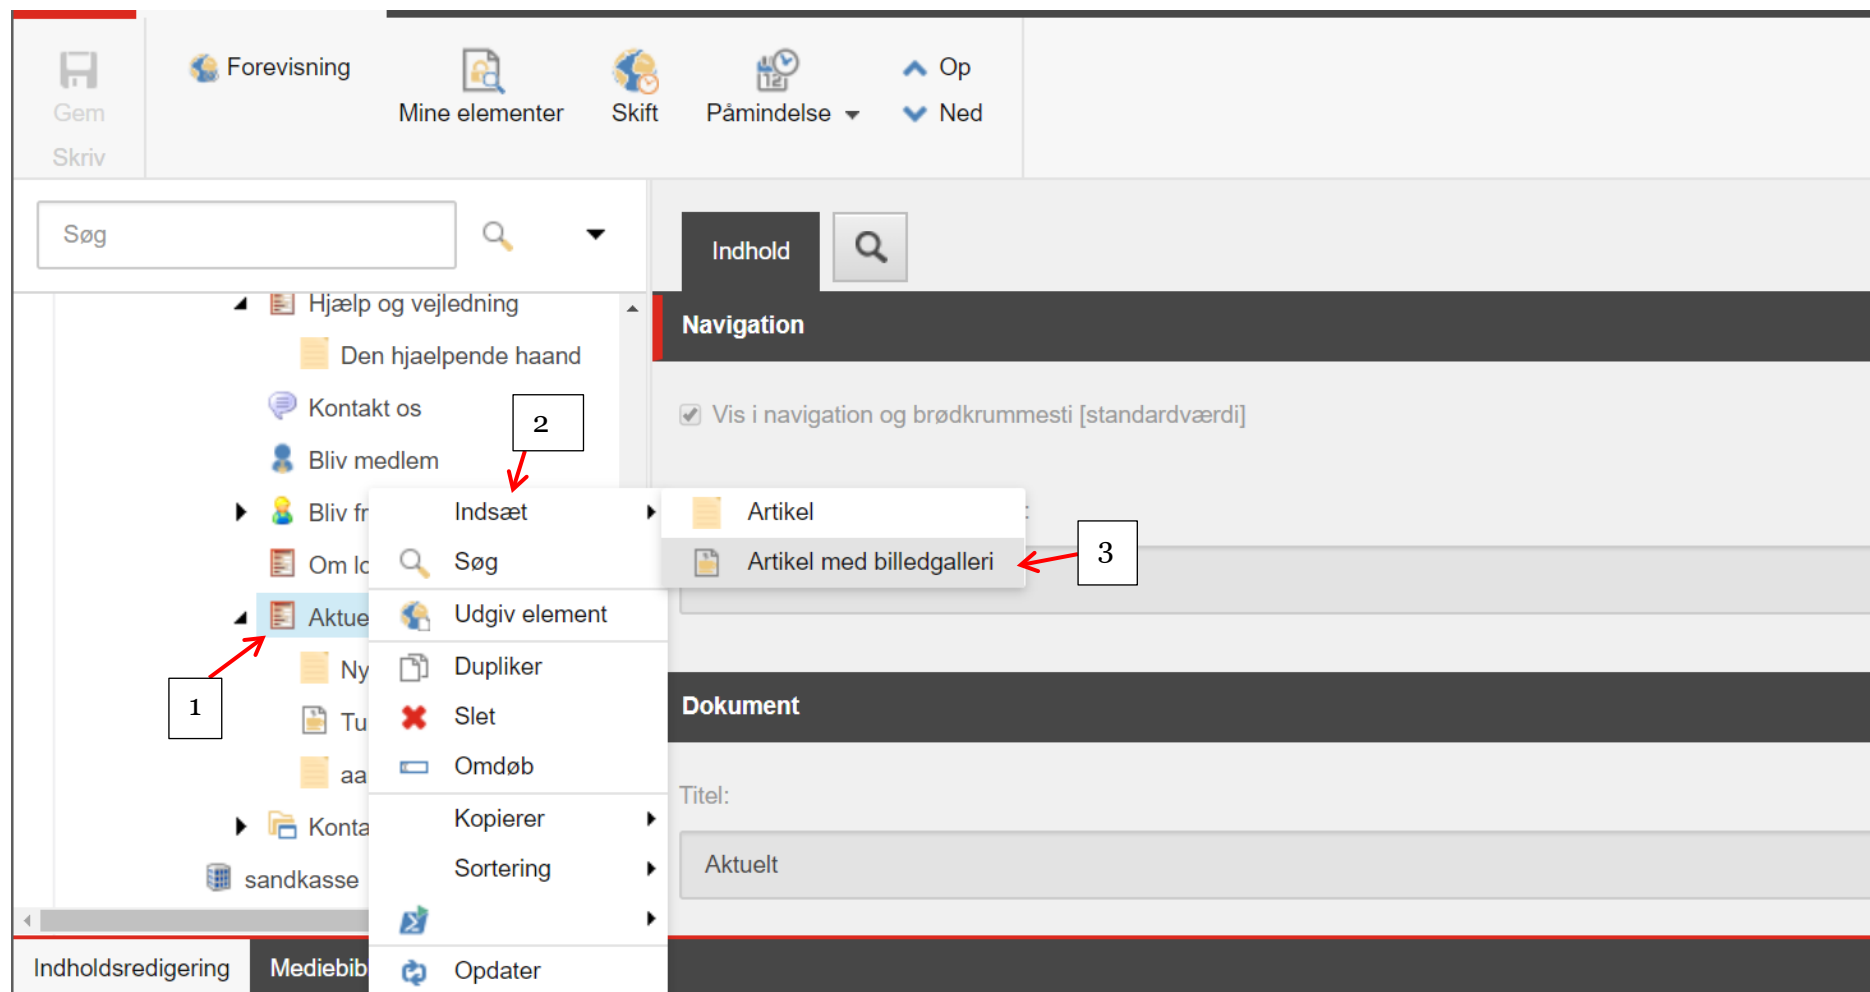 Forevisning
Gem
Skriv
Mine elementer
Skift
Påmindelse
Op
Ned
Søg
Indhold
Hjælp og vejledning
Den hjaelpende haand
Kontakt os
Bliv medlem
Bliv fr
Om lo
Aktue
Ny
Tu
aa
Konta
sandkasse
Navigation
Vis i navigation og brødkrummesti [standardværdi]
:
2
Indsæt
Søg
Udgiv element
Dupliker
Slet
Omdøb
Kopierer
Sortering
Opdater
Artikel
Artikel med billedgalleri
3
1
Dokument
Titel:
Aktuelt
Indholdsredigering
Mediebib